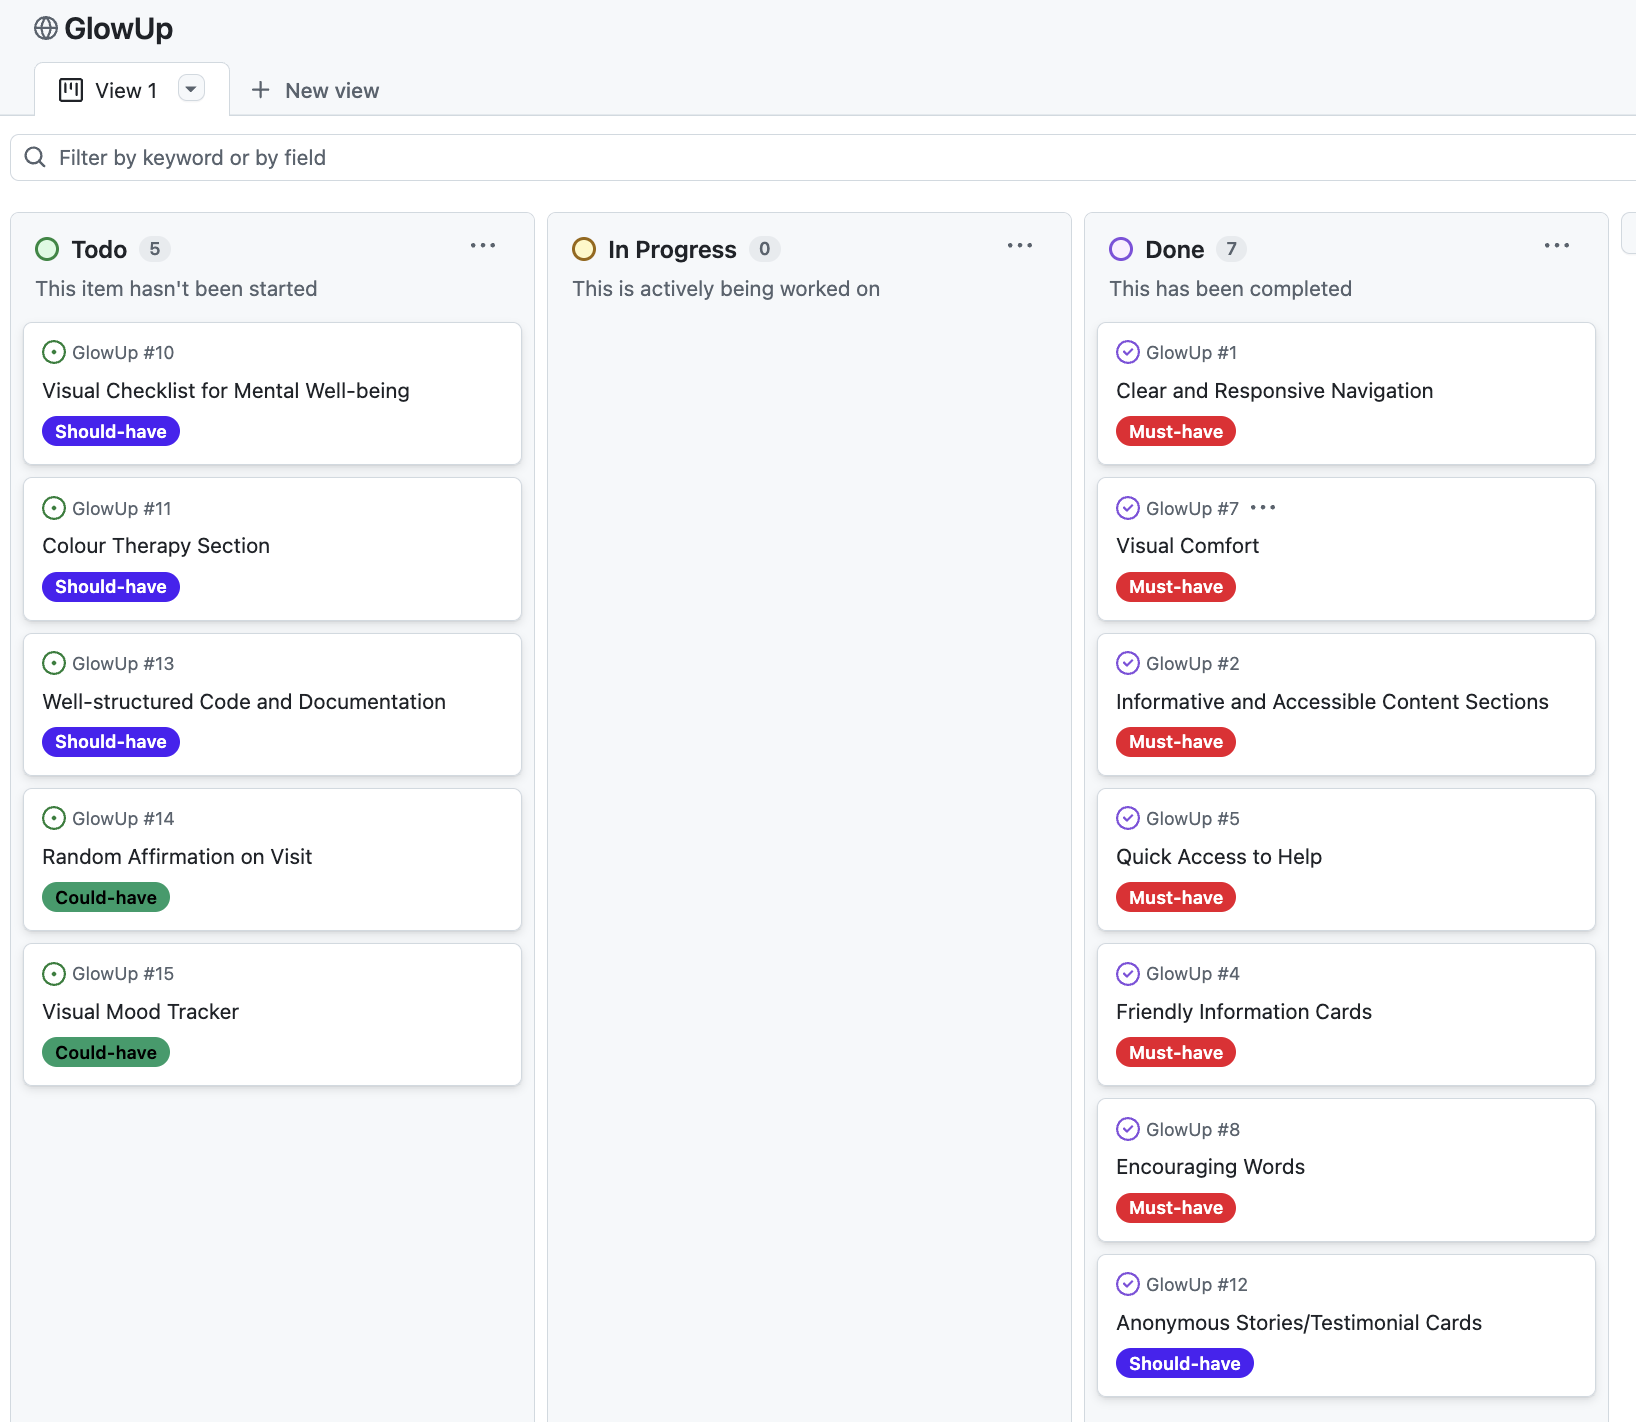 GlowUp
View 1
New view
Filter by keyword or by field
Todo 5
This item hasn't been started
GlowUp #10
Visual Checklist for Mental Well-being
Should-have
GlowUp #11
Colour Therapy Section
Should-have
GlowUp #13
Well-structured Code and Documentation
Should-have
GlowUp #14
Random Affirmation on Visit
Could-have
GlowUp #15
Visual Mood Tracker
Could-have
In Progress 0
This is actively being worked on
Done 7
This has been completed
GlowUp #1
Clear and Responsive Navigation
Must-have
GlowUp #7
Visual Comfort
Must-have
GlowUp #2
Informative and Accessible Content Sections
Must-have
GlowUp #5
Quick Access to Help
Must-have
GlowUp #4
Friendly Information Cards
Must-have
GlowUp #8
Encouraging Words
Must-have
GlowUp #12
Anonymous Stories/Testimonial Cards
Should-have